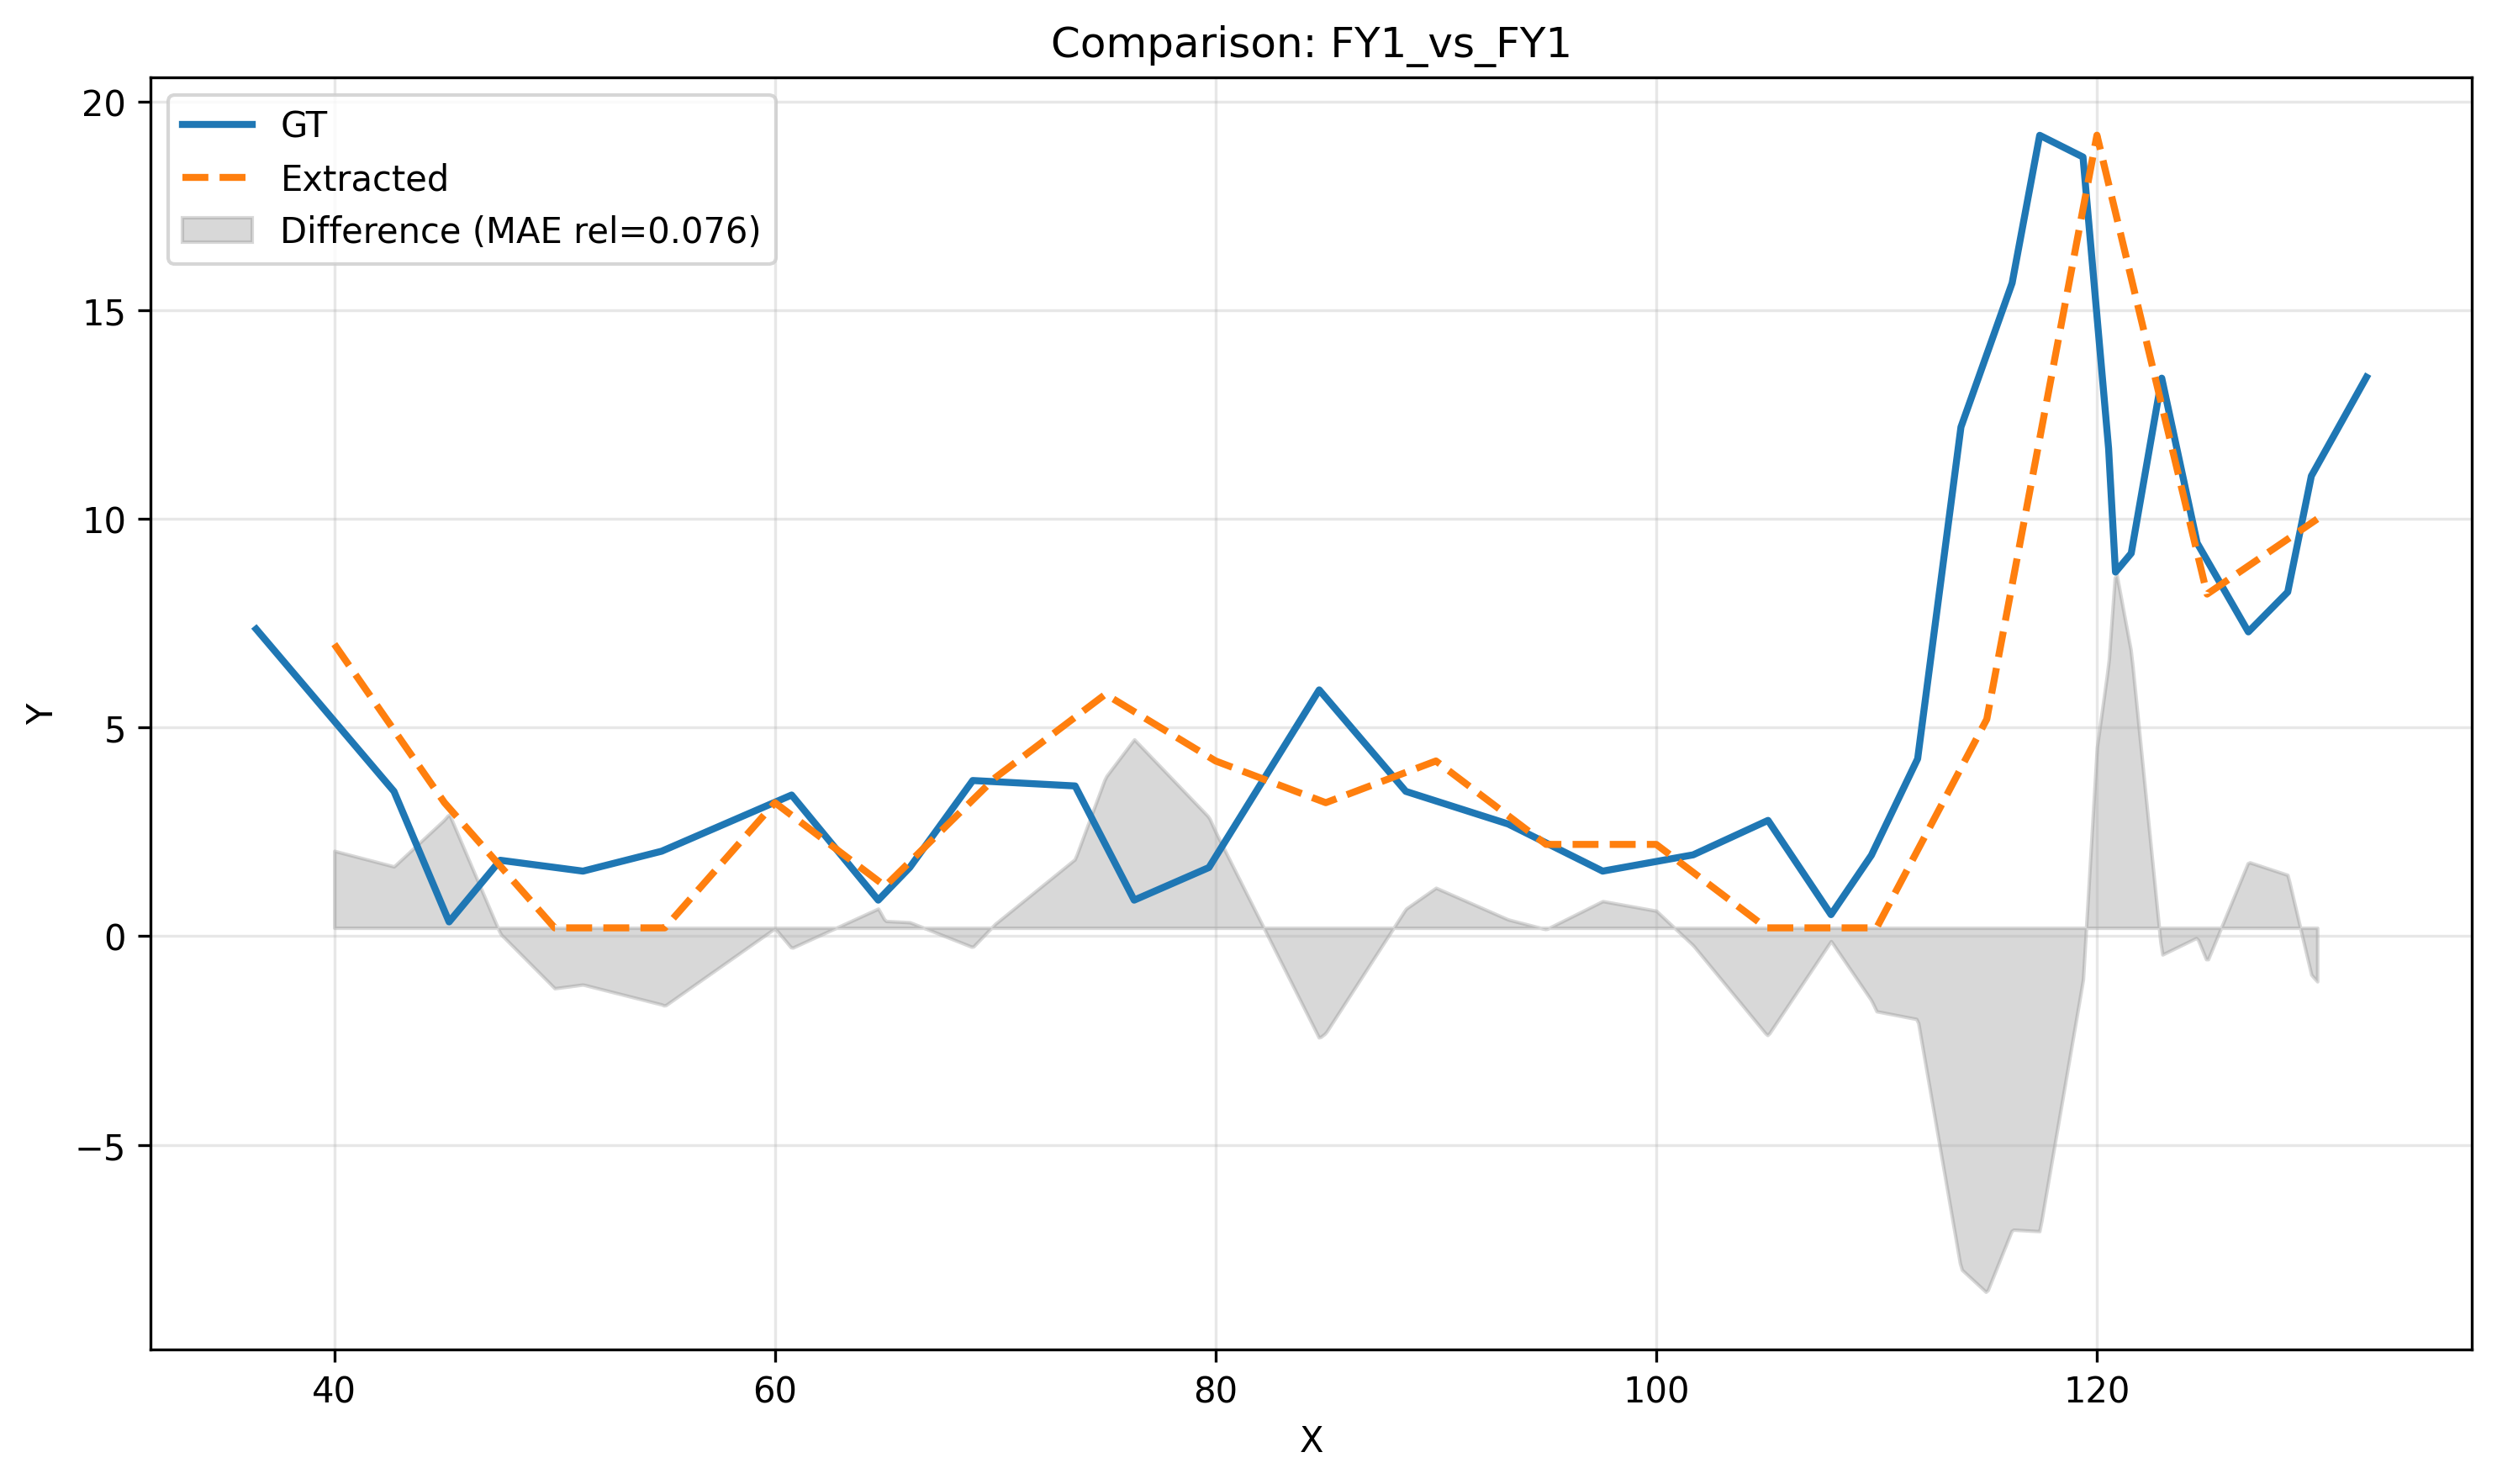 Comparison: FY1_vs_FY1
GT
Extracted
Difference (MAE rel=0.076)
20
15
10
5
0
−5
Y
40
60
80
100
120
X